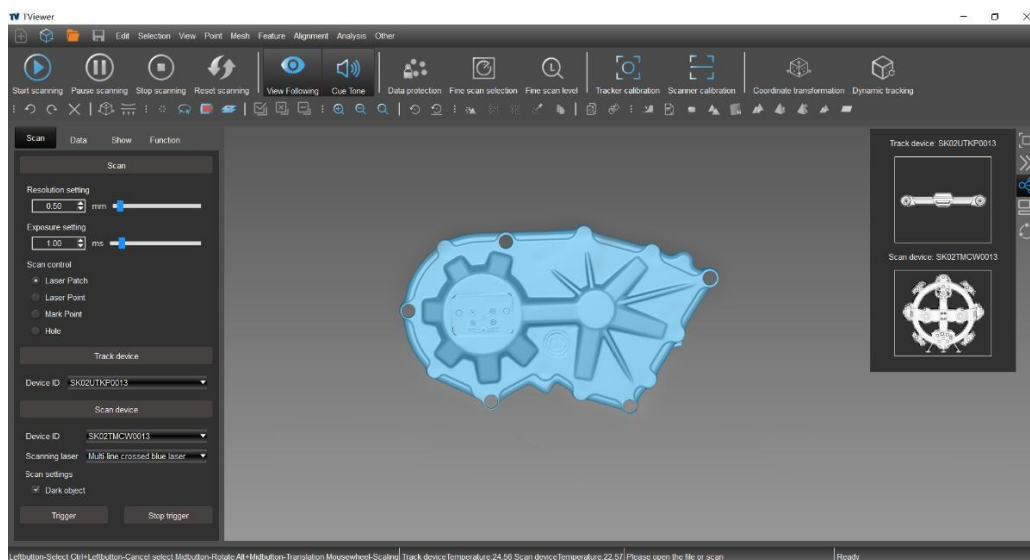 TViewer
Edit Selection View Point Mesh Feature Alignment Analysis Other
Start scanning Pause scanning Stop scanning Reset scanning View Following Cue Tone Data protection Fine scan selection Fine scan level Tracker calibration Scanner calibration Coordinate transformation Dynamic tracking
Scan Data Show Function
Scan
Resolution setting
0.50 mm
Exposure setting
1.00 ms
Scan control
Laser Patch
Laser Point
Mark Point
Hole
Track device
Device ID SK02UTKP0013
Scan device
Device ID SK02TMCW0013
Scanning laser Multi line crossed blue laser
Scan settings
Dark object
Trigger Stop trigger
Track device: SK02UTKP0013
Scan device: SK02TMCW0013
Leftbutton-Select Ctrl+Leftbutton-Cancel select Midbutton-Rotate Alt+Midbutton-Translation Mousewheel-Scaling Track deviceTemperature:24.56 Scan deviceTemperature:22.57 Please open the file or scan Ready